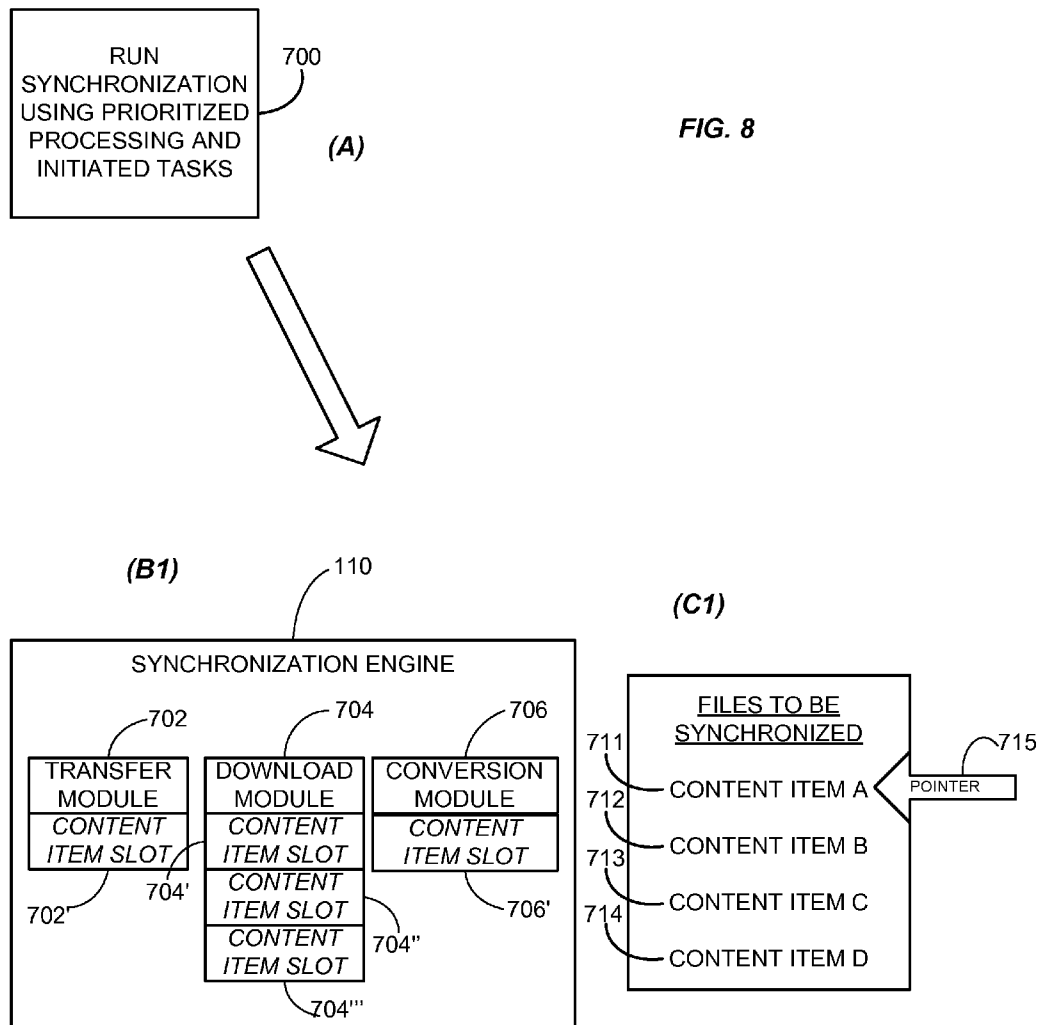 RUN
SYNCHRONIZATION
USING PRIORITIZED
PROCESSING AND
INITIATED TASKS
700
(A)
FIG. 8
(B1)
110
(C1)
SYNCHRONIZATION ENGINE
702
704
706
TRANSFER
MODULE
CONTENT
ITEM SLOT
702'
DOWNLOAD
MODULE
CONTENT
ITEM SLOT
704'
CONTENT
ITEM SLOT
704"
CONTENT
ITEM SLOT
704'"
CONVERSION
MODULE
CONTENT
ITEM SLOT
706'
FILES TO BE
SYNCHRONIZED
711
CONTENT ITEM A
POINTER
715
712
CONTENT ITEM B
713
CONTENT ITEM C
714
CONTENT ITEM D